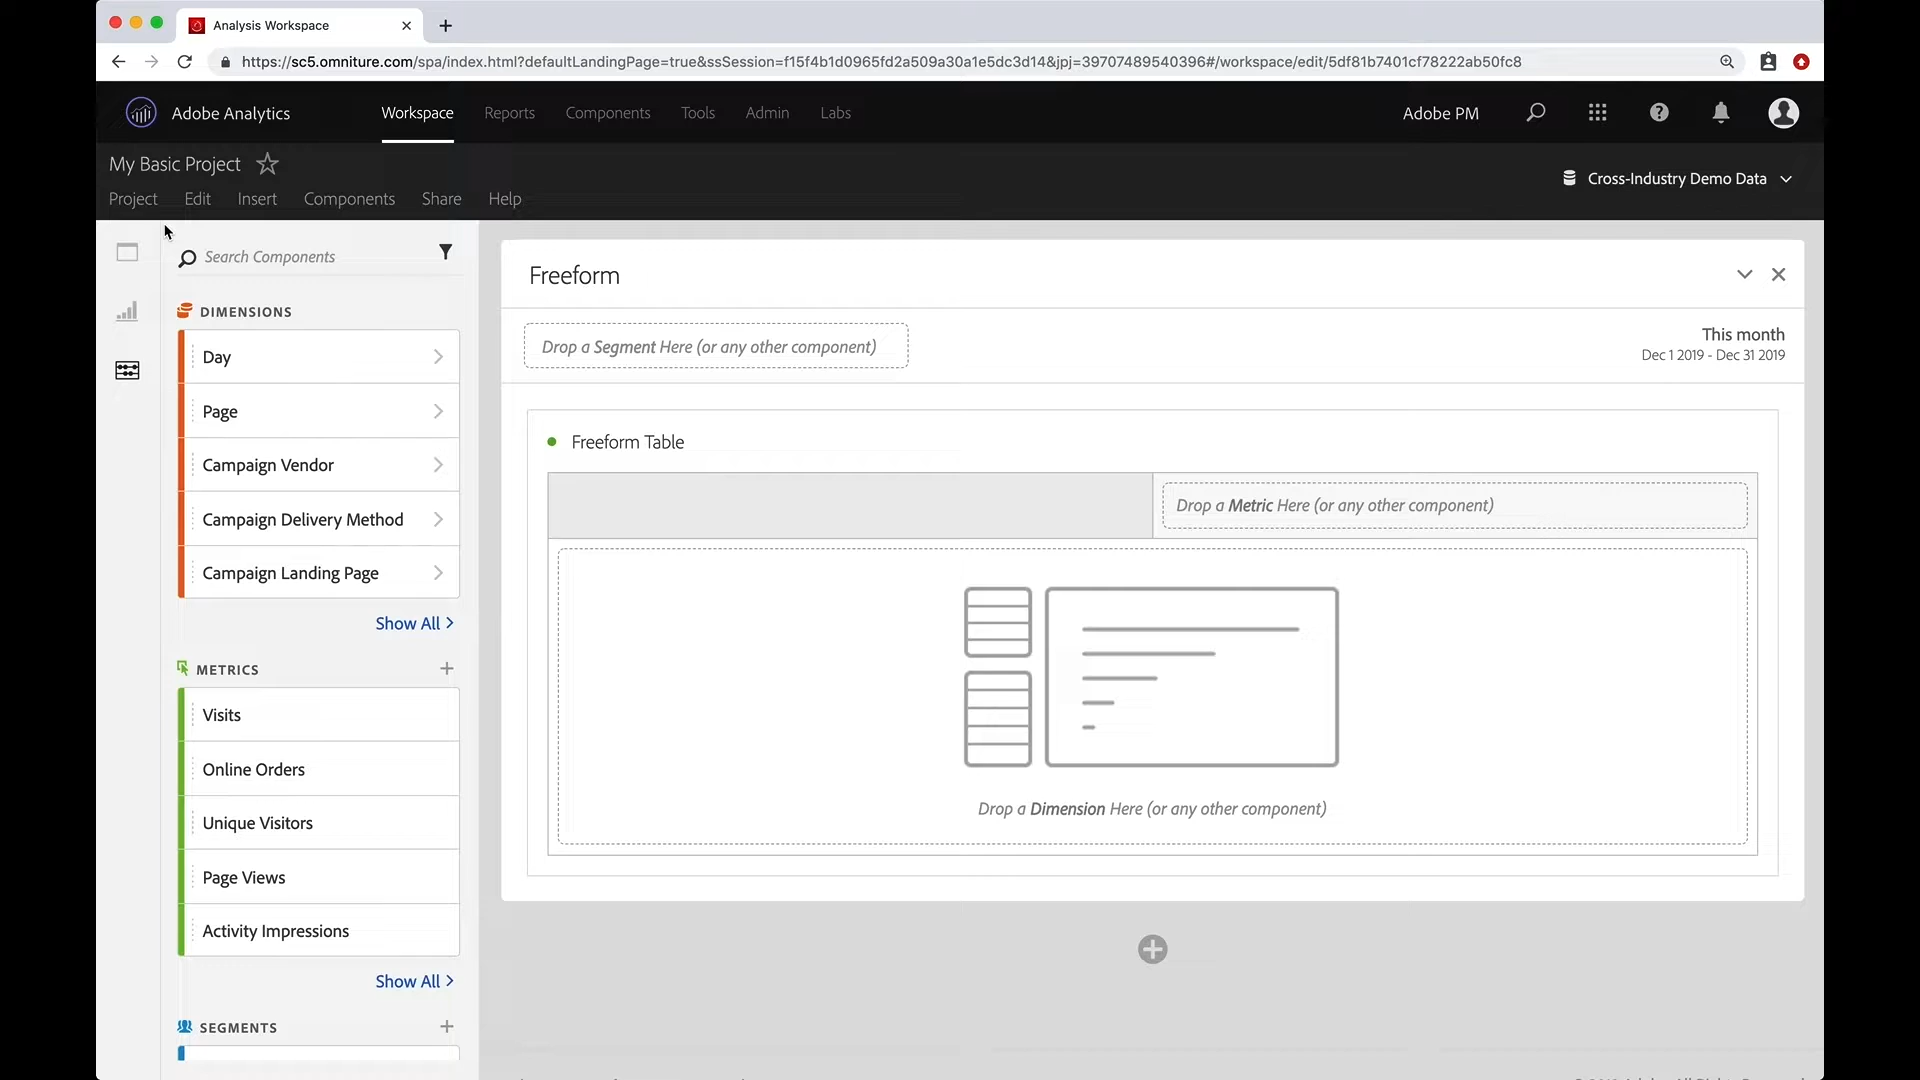 Analysis Workspace
https://sc5.omniture.com/spa/index.html?defaultLandingPage=true&ssSession=f15f4b1d0965fd2a509a30a1e5dc3d14&jpj=39707489540396#/workspace/edit/5df81b7401cf78222ab50fc8
Adobe Analytics Workspace Reports Components Tools Admin Labs Adobe PM
My Basic Project
Project Edit Insert Components Share Help
Cross-Industry Demo Data
Search Components
DIMENSIONS
Day
Page
Campaign Vendor
Campaign Delivery Method
Campaign Landing Page
Show All
METRICS
Visits
Online Orders
Unique Visitors
Page Views
Activity Impressions
Show All
SEGMENTS
Freeform
Drop a Segment Here (or any other component)
This month
Dec 1 2019 - Dec 31 2019
Freeform Table
Drop a Metric Here (or any other component)
Drop a Dimension Here (or any other component)